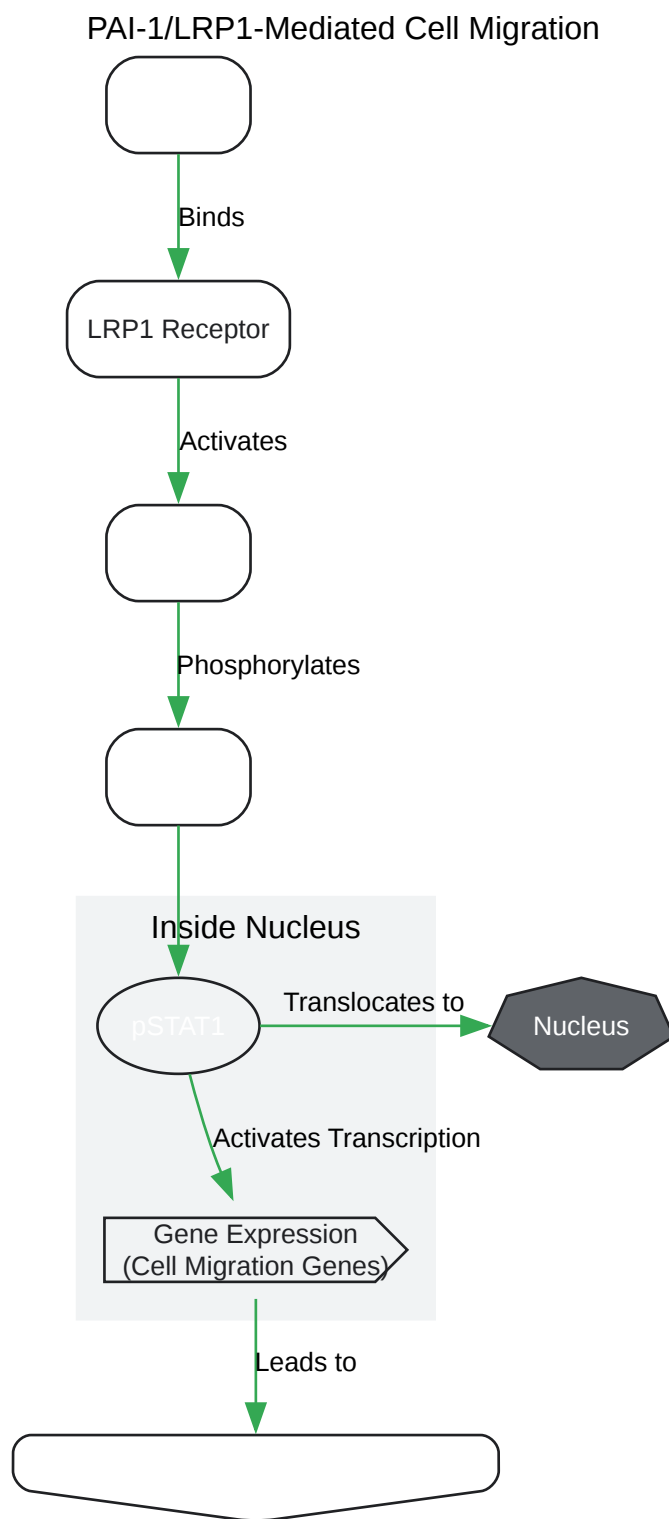 PAI-1/LRP1-Mediated Cell Migration
Binds
LRP1 Receptor
Activates
Phosphorylates
Inside Nucleus
pSTAT1
Translocates to
Nucleus
Activates Transcription
Gene Expression
(Cell Migration Genes)
Leads to